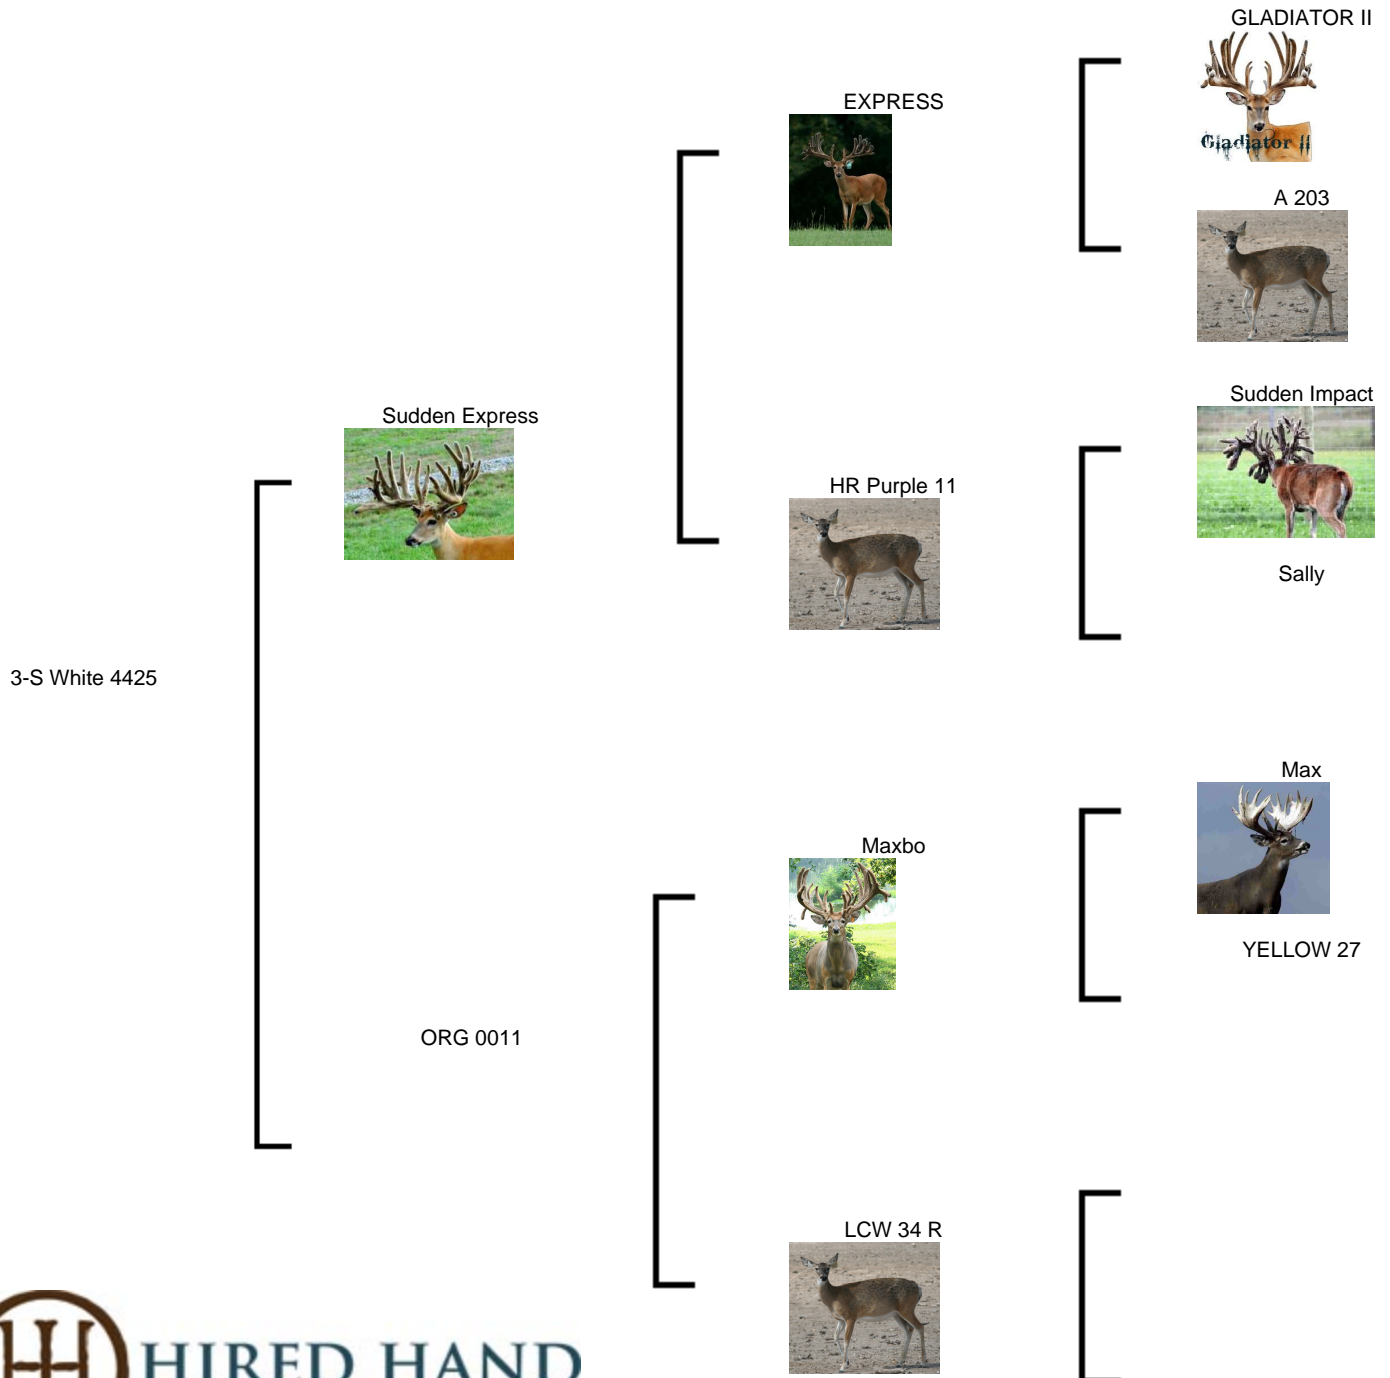 GLADIATOR II
Gladiator II
EXPRESS
A 203
Sudden Impact
Sudden Express
HR Purple 11
Sally
3-S White 4425
Max
Maxbo
YELLOW 27
ORG 0011
LCW 34 R
HIRED HAND